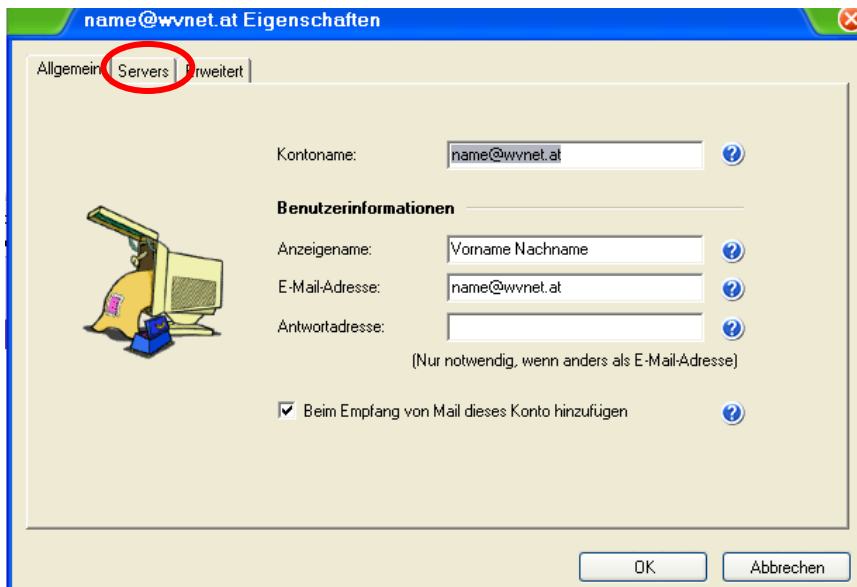 name@wvnet.at Eigenschaften
Allgemein Servers Erweitert
Kontoname: name@wvnet.at
Benutzerinformationen
Anzeigename: Vorname Nachname
E-Mail-Adresse: name@wvnet.at
Antwortadresse:
(Nur notwendig, wenn anders als E-Mail-Adresse)
Beim Empfang von Mail dieses Konto hinzufügen
OK Abbrechen